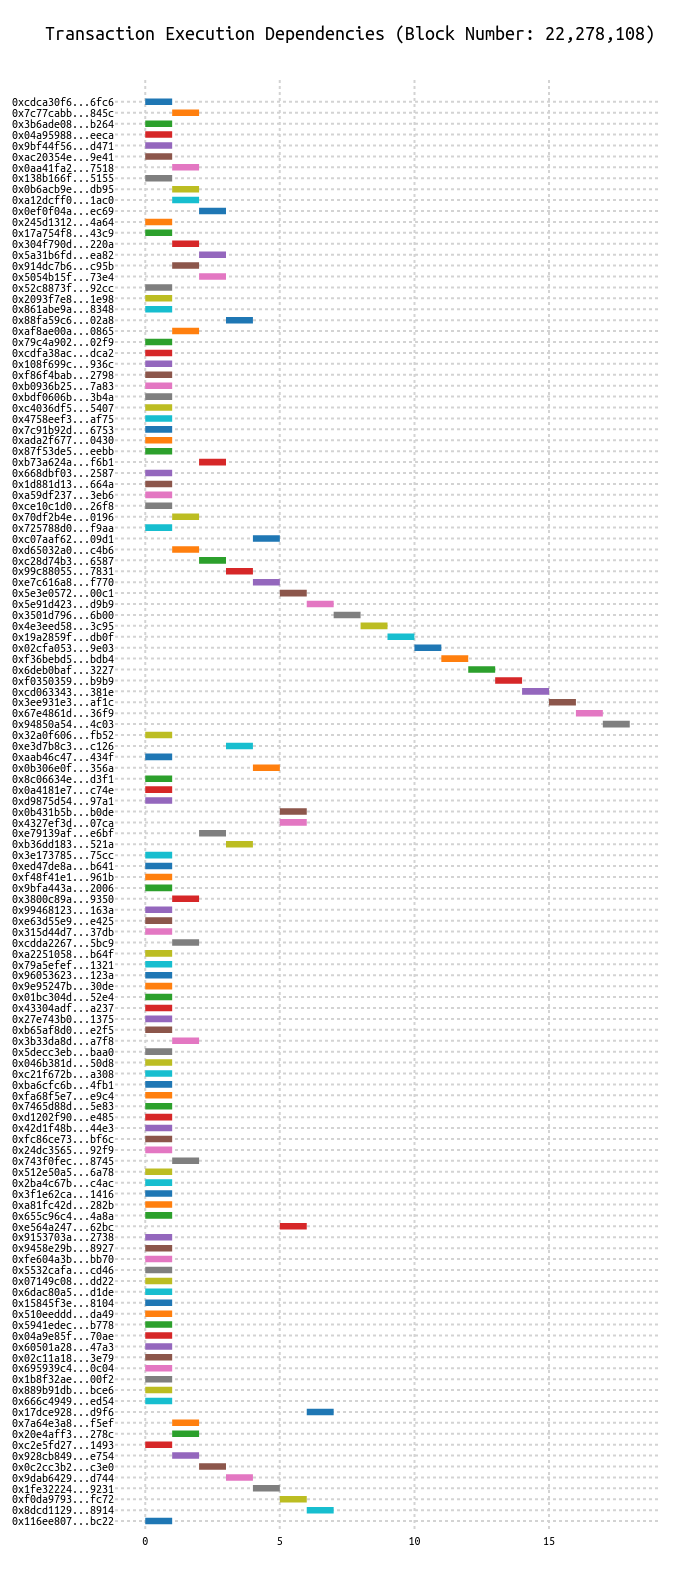 Transaction Execution Dependencies (Block Number: 22,278,108)
0xcdca30f6...6fc6
0x7c77cabb...845c
0x3b6ade08...b264
0x04a95988...eeca
0x9bf44f56...d471
0xac20354e...9e41
0x0aa41fa2...7518
0x138b166f...5155
0x0b6acb9e...db95
0xa12dcff0...1ac0
0x0ef0f04a...ec69
0x245d1312...4a64
0x17a754f8...43c9
0x304f790d...220a
0x5a31b6fd...ea82
0x914dc7b6...c95b
0x5054b15f...73e4
0x52c8873f...92cc
0x2093f7e8...1e98
0x861abe9a...8348
0x88fa59c6...02a8
0xaf8ae00a...0865
0x79c4a902...02f9
0xcdfa38ac...dca2
0x108f699c...936c
0xf86f4bab...2798
0xb0936b25...7a83
0xbdf0606b...3b4a
0xc4036df5...5407
0x4758eef3...af75
0x7c91b92d...6753
0xada2f677...0430
0x87f53de5...eebb
0xb73a624a...f6b1
0x668dbf03...2587
0x1d881d13...664a
0xa59df237...3eb6
0xce10c1d0...26f8
0x70df2b4e...0196
0x725788d0...f9aa
0xc07aaf62...09d1
0xd65032a0...c4b6
0xc28d74b3...6587
0x99c88055...7831
0xe7c616a8...f770
0x5e3e0572...00c1
0x5e91d423...d9b9
0x3501d796...6b00
0x4e3eed58...3c95
0x19a2859f...db0f
0x02cfa053...9e03
0xf36bebd5...bdb4
0x6deb0baf...3227
0xf0350359...b9b9
0xcd063343...381e
0x3ee931e3...af1c
0x67e4861d...36f9
0x94850a54...4c03
0x32a0f606...fb52
0xe3d7b8c3...c126
0xaab46c47...434f
0x0b306e0f...356a
0x8c06634e...d3f1
0x0a4181e7...c74e
0xd9875d54...97a1
0x0b431b5b...b0de
0x4327ef3d...07ca
0xe79139af...e6bf
0xb36dd183...521a
0x3e173785...75cc
0xed47de8a...b641
0xf48f41e1...961b
0x9bfa443a...2006
0x3800c89a...9350
0x99468123...163a
0xe63d55e9...e425
0x315d44d7...37db
0xcdda2267...5bc9
0xa2251058...b64f
0x79a5efef...1321
0x96053623...123a
0x9e95247b...30de
0x01bc304d...52e4
0x43304adf...a237
0x27e743b0...1375
0xb65af8d0...e2f5
0x3b33da8d...a7f8
0x5decc3eb...baa0
0x046b381d...50d8
0xc21f672b...a308
0xba6cfc6b...4fb1
0xfa68f5e7...e9c4
0x7465d88d...5e83
0xd1202f90...e485
0x42d1f48b...44e3
0xfc86ce73...bf6c
0x24dc3565...92f9
0x743f0fec...8745
0x512e50a5...6a78
0x2ba4c67b...c4ac
0x3f1e62ca...1416
0xa81fc42d...282b
0x655c96c4...4a8a
0xe564a247...62bc
0x9153703a...2738
0x9458e29b...8927
0xfe604a3b...bb70
0x5532cafa...cd46
0x07149c08...dd22
0x6dac80a5...d1de
0x15845f3e...8104
0x510eeddd...da49
0x5941edec...b778
0x04a9e85f...70ae
0x60501a28...47a3
0x02c11a18...3e79
0x695939c4...0c04
0x1b8f32ae...00f2
0x889b91db...bce6
0x666c4949...ed54
0x17dce928...d9f6
0x7a64e3a8...f5ef
0x20e4aff3...278c
0xc2e5fd27...1493
0x928cb849...e754
0x0c2cc3b2...c3e0
0x9dab6429...d744
0x1fe32224...9231
0xf0da9793...fc72
0x8dcd1129...8914
0x116ee807...bc22
0 5 10 15